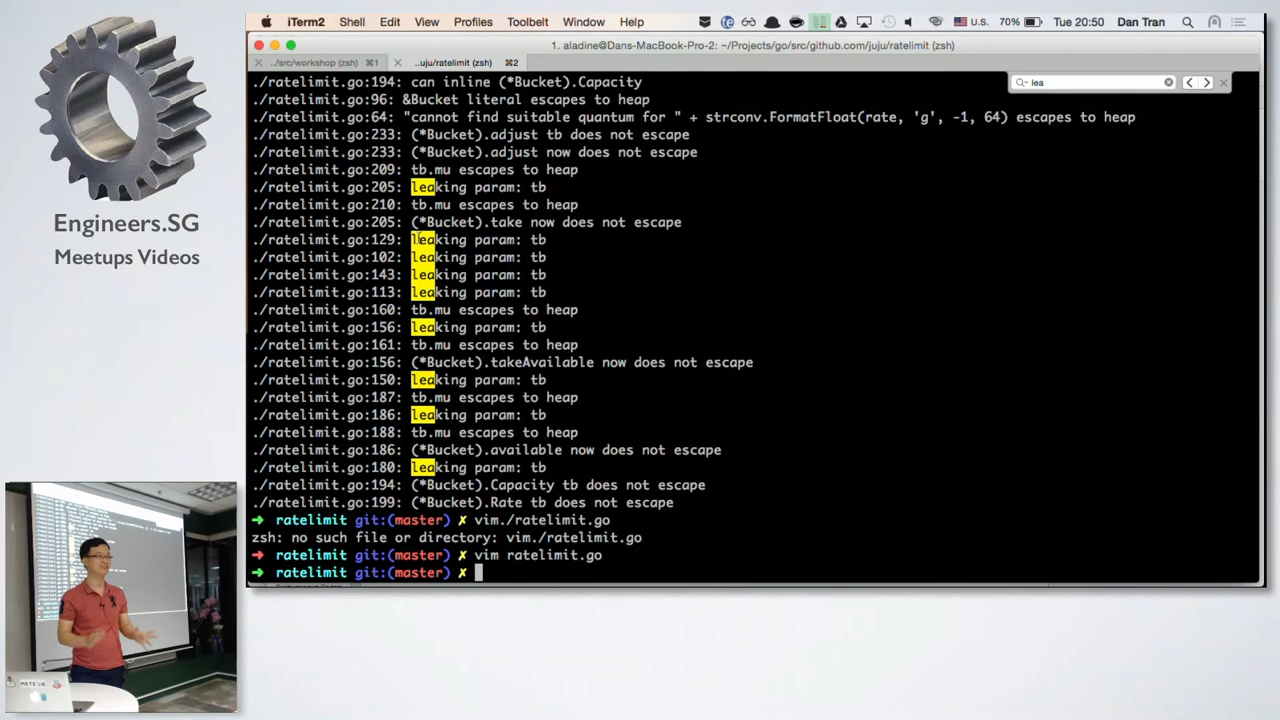 iTerm2 Shell Edit View Profiles Toolbelt Window Help U.S. 70% Tue 20:50 Dan Tran
1. aladine@Dans-MacBook-Pro-2: ~/Projects/go/src/github.com/juju/ratelimit (zsh)
../src/workshop (zsh) ⌘1 ..uju/ratelimit (zsh) ⌘2
lea
./ratelimit.go:194: can inline (*Bucket).Capacity
./ratelimit.go:96: &Bucket literal escapes to heap
./ratelimit.go:64: "cannot find suitable quantum for " + strconv.FormatFloat(rate, 'g', -1, 64) escapes to heap
./ratelimit.go:233: (*Bucket).adjust tb does not escape
./ratelimit.go:233: (*Bucket).adjust now does not escape
./ratelimit.go:209: tb.mu escapes to heap
./ratelimit.go:205: leaking param: tb
./ratelimit.go:210: tb.mu escapes to heap
./ratelimit.go:205: (*Bucket).take now does not escape
./ratelimit.go:129: leaking param: tb
./ratelimit.go:102: leaking param: tb
./ratelimit.go:143: leaking param: tb
./ratelimit.go:113: leaking param: tb
./ratelimit.go:160: tb.mu escapes to heap
./ratelimit.go:156: leaking param: tb
./ratelimit.go:161: tb.mu escapes to heap
./ratelimit.go:156: (*Bucket).takeAvailable now does not escape
./ratelimit.go:150: leaking param: tb
./ratelimit.go:187: tb.mu escapes to heap
./ratelimit.go:186: leaking param: tb
./ratelimit.go:188: tb.mu escapes to heap
./ratelimit.go:186: (*Bucket).available now does not escape
./ratelimit.go:180: leaking param: tb
./ratelimit.go:194: (*Bucket).Capacity tb does not escape
./ratelimit.go:199: (*Bucket).Rate tb does not escape
➜ ratelimit git:(master) ✗ vim./ratelimit.go
zsh: no such file or directory: vim./ratelimit.go
➜ ratelimit git:(master) ✗ vim ratelimit.go
➜ ratelimit git:(master) ✗
Engineers.SG
Meetups Videos